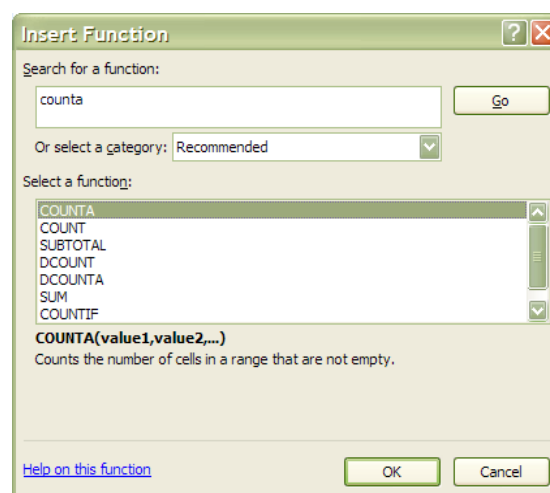 Insert Function
Search for a function:
counta
Go
Or select a category: Recommended
Select a function:
COUNTA
COUNT
SUBTOTAL
DCOUNT
DCOUNTA
SUM
COUNTIF
COUNTA(value1,value2,...)
Counts the number of cells in a range that are not empty.
Help on this function
OK
Cancel